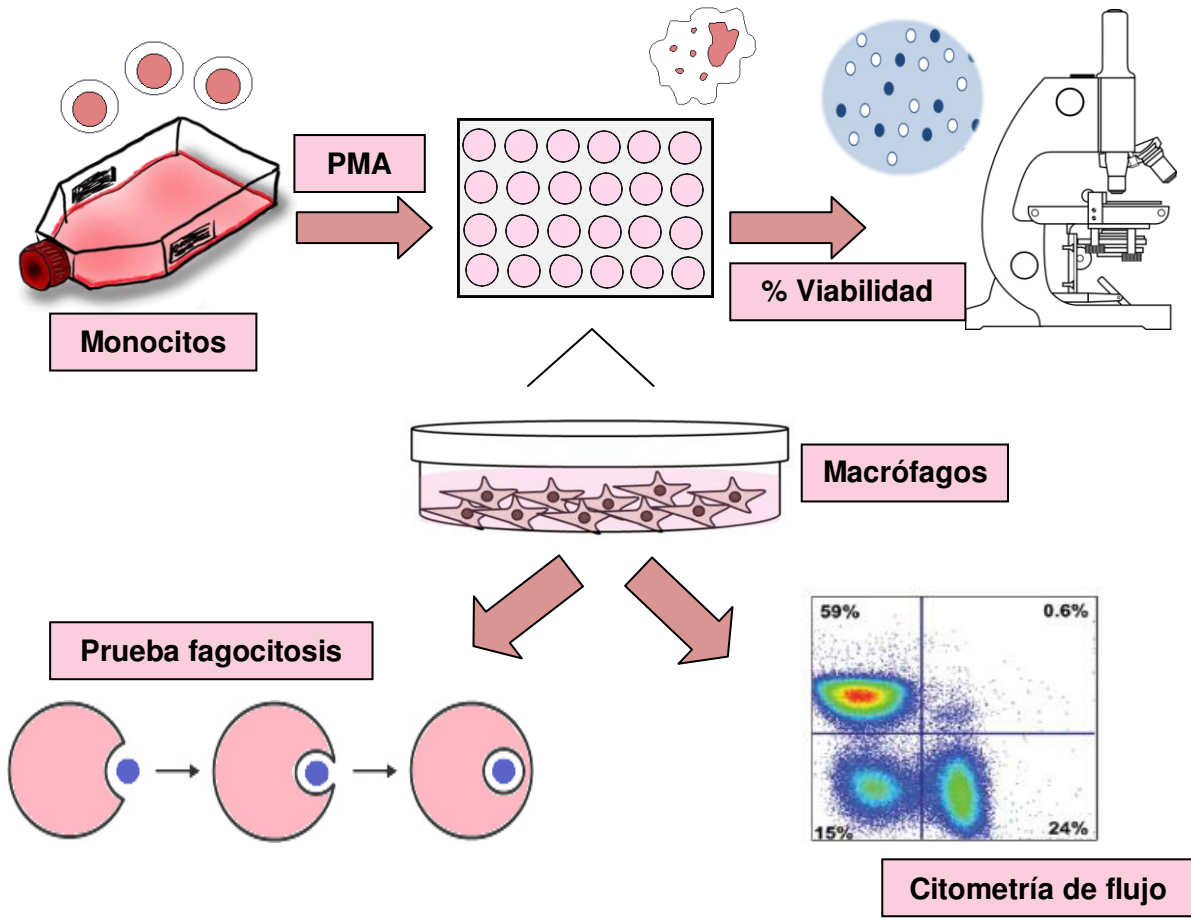 PMA
% Viabilidad
Monocitos
Macrófagos
Prueba fagocitosis
59%
0.6%
15%
24%
Citometría de flujo